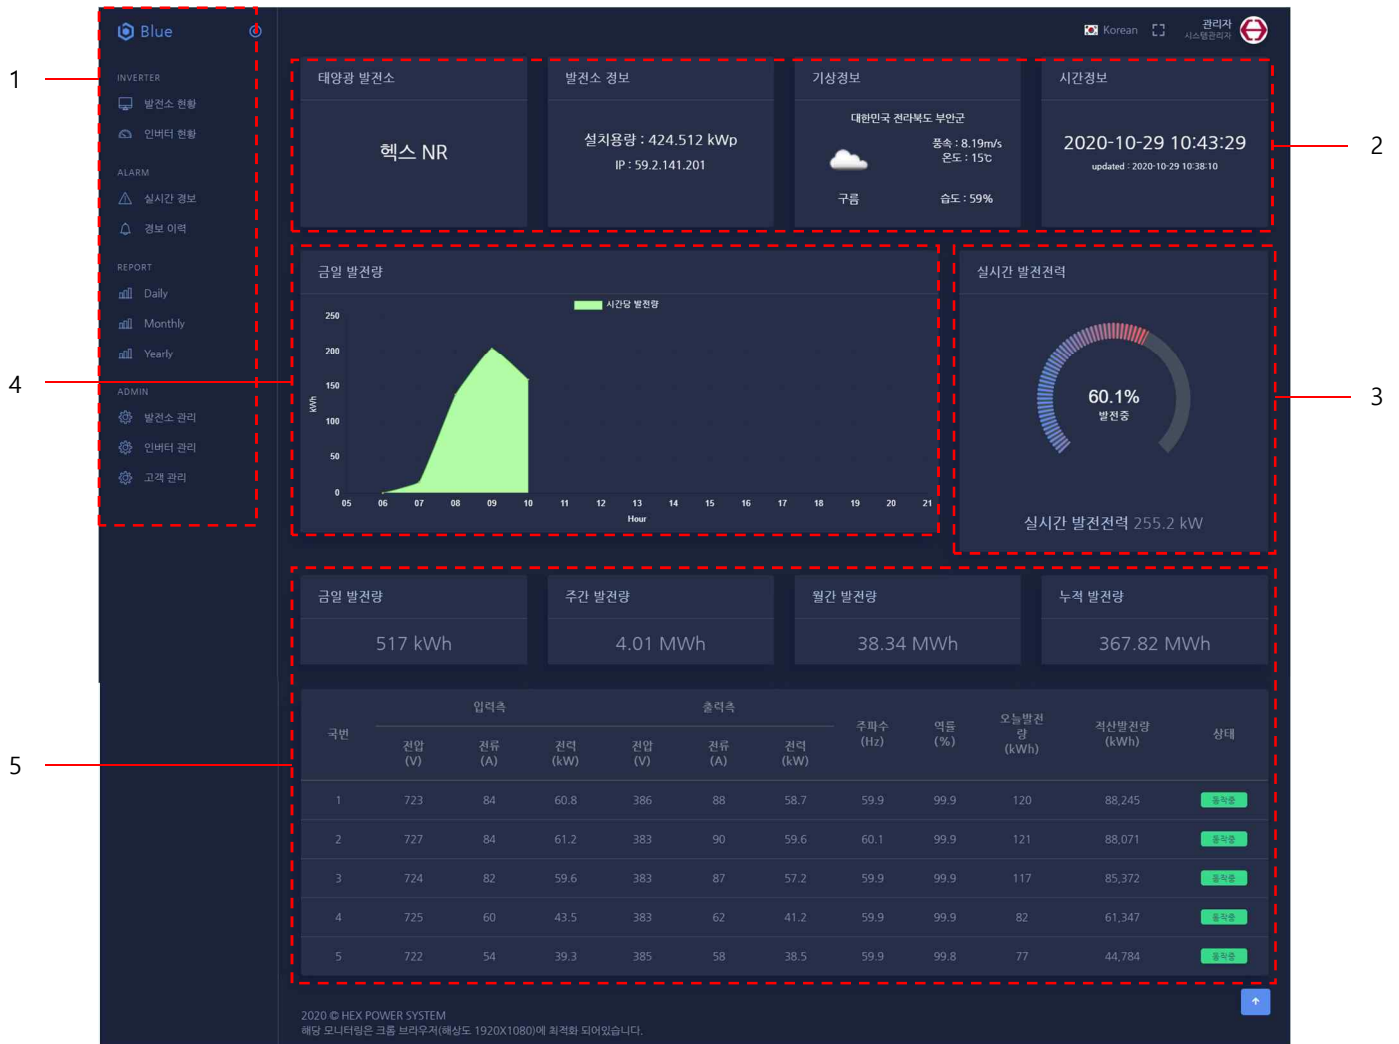 Blue
Korean
관리자
시스템관리자
1
INVERTER
발전소 현황
인버터 현황
ALARM
실시간 경보
경보 이력
REPORT
Daily
Monthly
Yearly
ADMIN
발전소 관리
인버터 관리
고객 관리
2
태양광 발전소
헥스 NR
발전소 정보
설치용량 : 424.512 kWp
IP : 59.2.141.201
기상정보
대한민국 전라북도 부안군
풍속 : 8.19m/s
온도 : 15℃
구름
습도 : 59%
시간정보
2020-10-29 10:43:29
updated : 2020-10-29 10:38:10
4
금일 발전량
시간당 발전량
250
200
150
100
50
0
kWh
05 06 07 08 09 10 11 12 13 14 15 16 17 18 19 20 21
Hour
3
실시간 발전전력
60.1%
발전중
실시간 발전전력 255.2 kW
5
금일 발전량
517 kWh
주간 발전량
4.01 MWh
월간 발전량
38.34 MWh
누적 발전량
367.82 MWh
국번 입력측 출력측 주파수 (Hz) 역률 (%) 오늘발전량 (kWh) 적산발전량 (kWh) 상태
전압 (V) 전류 (A) 전력 (kW) 전압 (V) 전류 (A) 전력 (kW)
1 723 84 60.8 386 88 58.7 59.9 99.9 120 88,245 동작중
2 727 84 61.2 383 90 59.6 60.1 99.9 121 88,071 동작중
3 724 82 59.6 383 87 57.2 59.9 99.9 117 85,372 동작중
4 725 60 43.5 383 62 41.2 59.9 99.9 82 61,347 동작중
5 722 54 39.3 385 58 38.5 59.9 99.8 77 44,784 동작중
2020 © HEX POWER SYSTEM
해당 모니터링은 크롬 브라우저(해상도 1920X1080)에 최적화 되어있습니다.